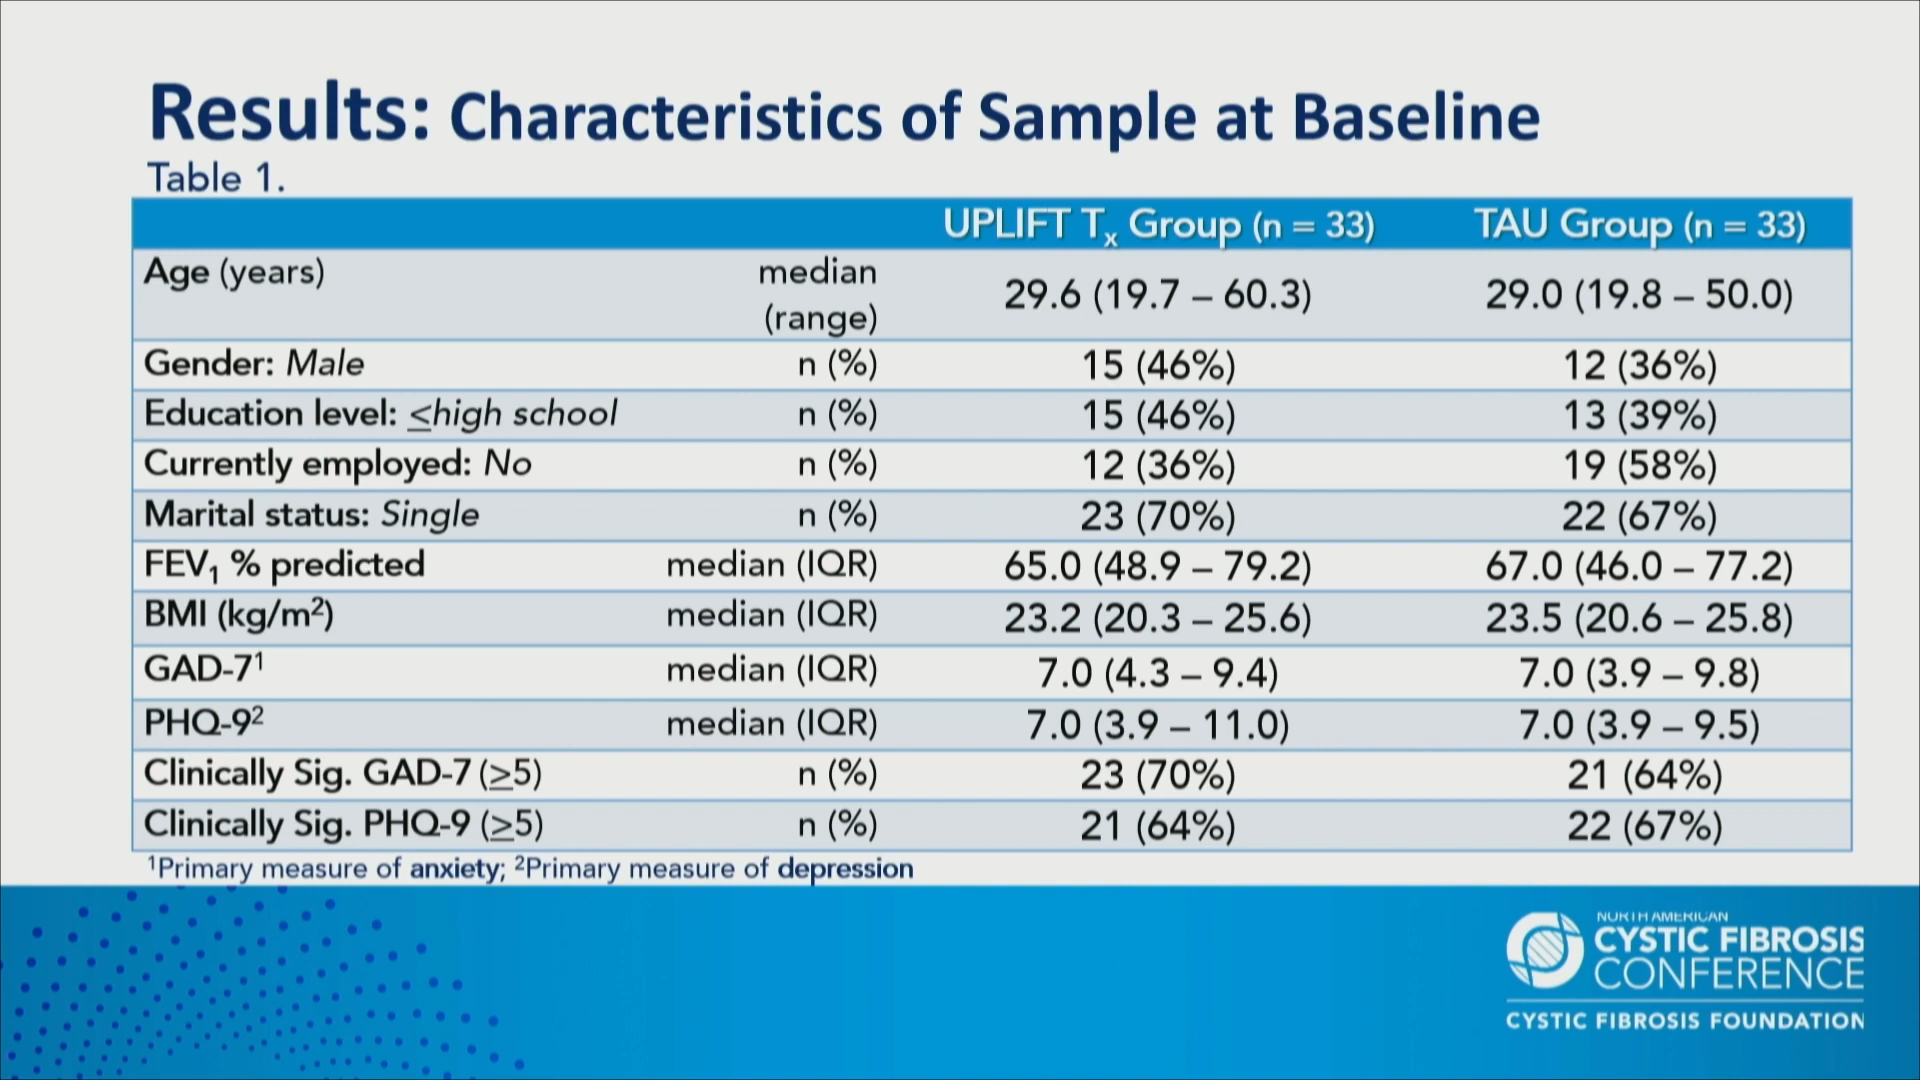 Results: Characteristics of Sample at Baseline
Table 1.
UPLIFT Tx Group (n = 33) TAU Group (n = 33)
Age (years) median (range) 29.6 (19.7 – 60.3) 29.0 (19.8 – 50.0)
Gender: Male n (%) 15 (46%) 12 (36%)
Education level: ≤high school n (%) 15 (46%) 13 (39%)
Currently employed: No n (%) 12 (36%) 19 (58%)
Marital status: Single n (%) 23 (70%) 22 (67%)
FEV₁ % predicted median (IQR) 65.0 (48.9 – 79.2) 67.0 (46.0 – 77.2)
BMI (kg/m²) median (IQR) 23.2 (20.3 – 25.6) 23.5 (20.6 – 25.8)
GAD-7¹ median (IQR) 7.0 (4.3 – 9.4) 7.0 (3.9 – 9.8)
PHQ-9² median (IQR) 7.0 (3.9 – 11.0) 7.0 (3.9 – 9.5)
Clinically Sig. GAD-7 (≥5) n (%) 23 (70%) 21 (64%)
Clinically Sig. PHQ-9 (≥5) n (%) 21 (64%) 22 (67%)
¹Primary measure of anxiety; ²Primary measure of depression
NORTH AMERICAN
CYSTIC FIBROSIS
CONFERENCE
CYSTIC FIBROSIS FOUNDATION